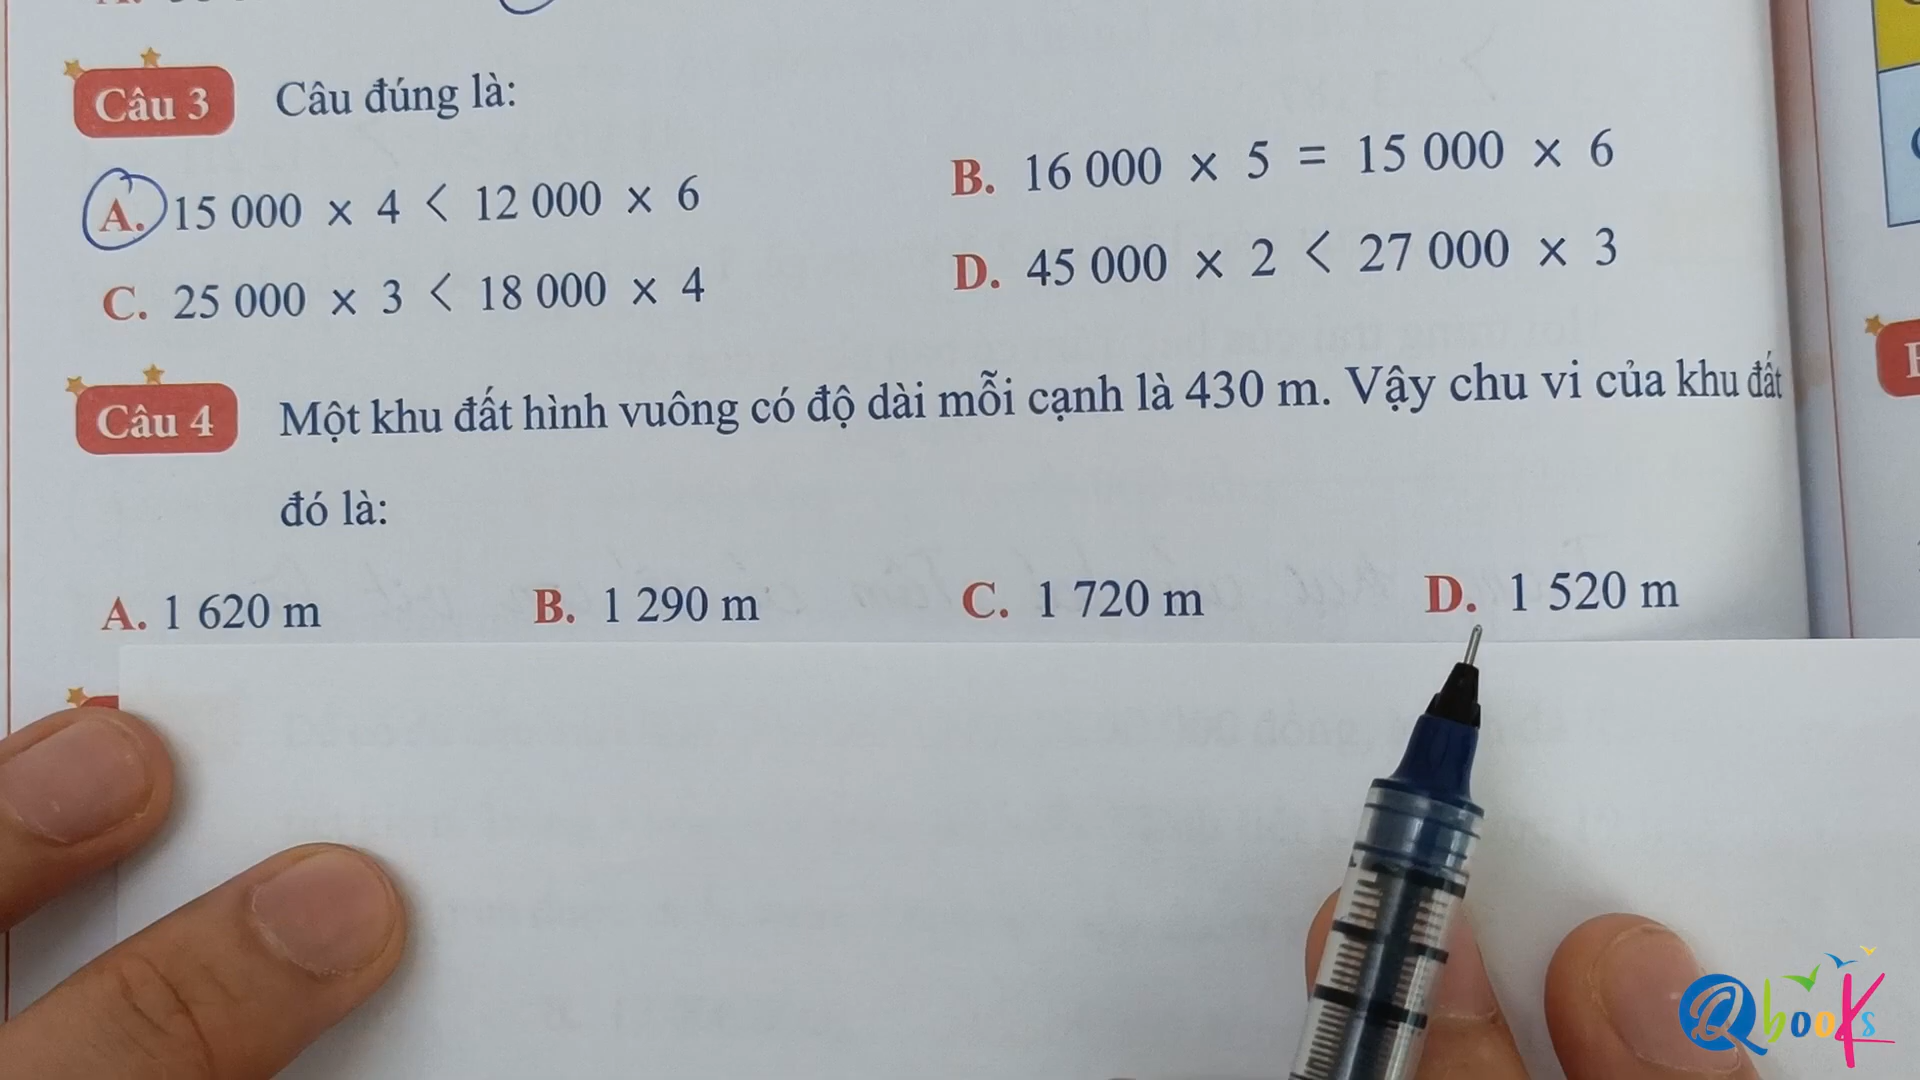 Câu 3 Câu đúng là:
A. 15 000 × 4 < 12 000 × 6
B. 16 000 × 5 = 15 000 × 6
C. 25 000 × 3 < 18 000 × 4
D. 45 000 × 2 < 27 000 × 3
Câu 4 Một khu đất hình vuông có độ dài mỗi cạnh là 430 m. Vậy chu vi của khu đất
đó là:
A. 1 620 m B. 1 290 m C. 1 720 m D. 1 520 m
Qbooks